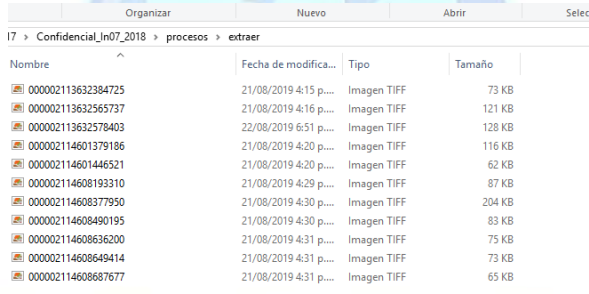 Organizar Nuevo Abrir Selec
17 > Confidencial_In07_2018 > procesos > extraer
Nombre Fecha de modifica... Tipo Tamaño
000002113632384725 21/08/2019 4:15 p.... Imagen TIFF 73 KB
000002113632565737 21/08/2019 4:16 p.... Imagen TIFF 121 KB
000002113632578403 22/08/2019 6:51 p.... Imagen TIFF 128 KB
000002114601379186 21/08/2019 4:20 p.... Imagen TIFF 116 KB
000002114601446521 21/08/2019 4:20 p.... Imagen TIFF 62 KB
000002114608193310 21/08/2019 4:29 p.... Imagen TIFF 87 KB
000002114608377950 21/08/2019 4:30 p.... Imagen TIFF 204 KB
000002114608490195 21/08/2019 4:30 p.... Imagen TIFF 83 KB
000002114608636200 21/08/2019 4:31 p.... Imagen TIFF 75 KB
000002114608649414 21/08/2019 4:31 p.... Imagen TIFF 73 KB
000002114608687677 21/08/2019 4:31 p.... Imagen TIFF 65 KB